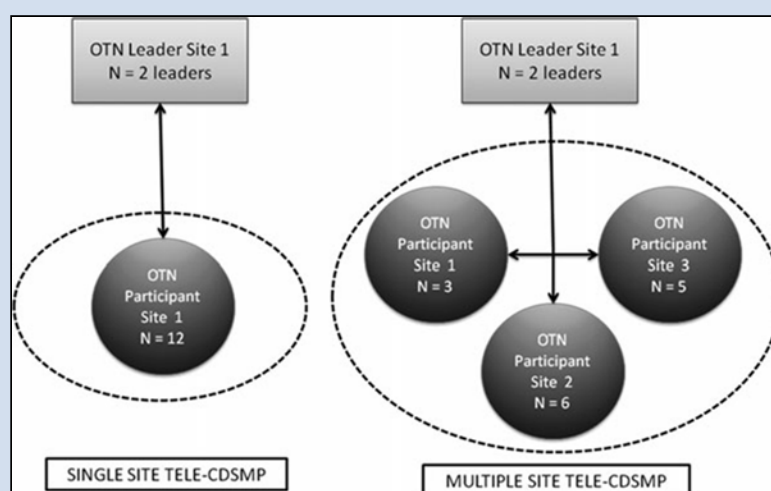 OTN Leader Site 1
N = 2 leaders
OTN
Participant
Site 1
N = 12
SINGLE SITE TELE-CDSMP
OTN Leader Site 1
N = 2 leaders
OTN
Participant
Site 1
N = 3
OTN
Participant
Site 3
N = 5
OTN
Participant
Site 2
N = 6
MULTIPLE SITE TELE-CDSMP